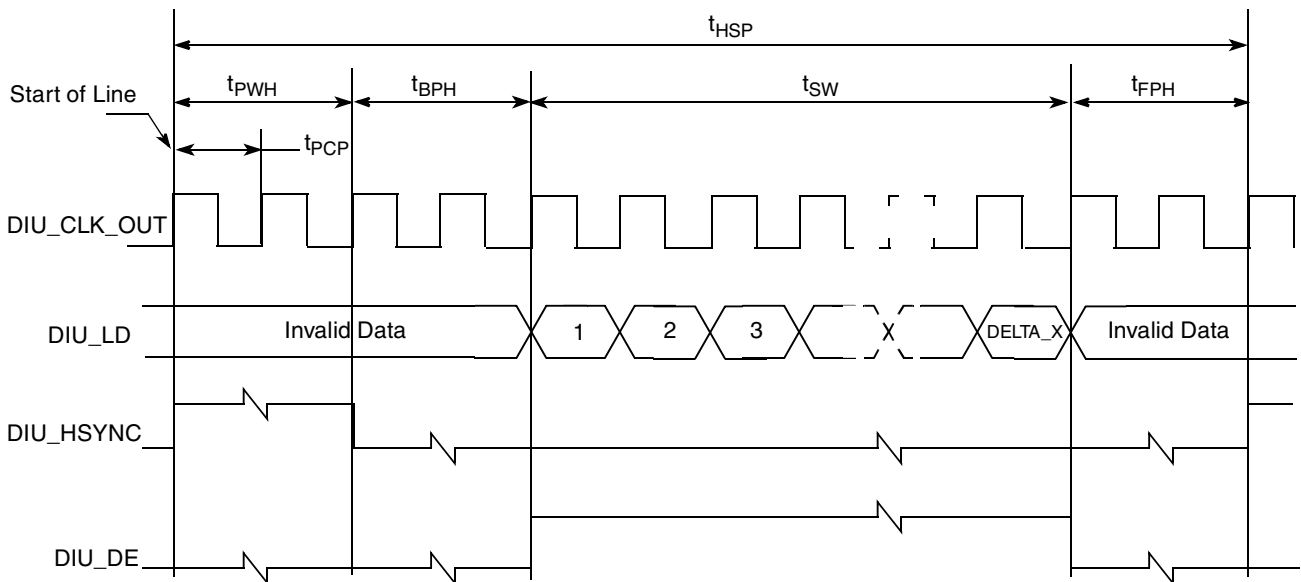 tHSP
tPWH
tBPH
tSW
tFPH
Start of Line
tPCP
DIU_CLK_OUT
DIU_LD
Invalid Data
1
2
3
DELTA_X
Invalid Data
DIU_HSYNC
DIU_DE